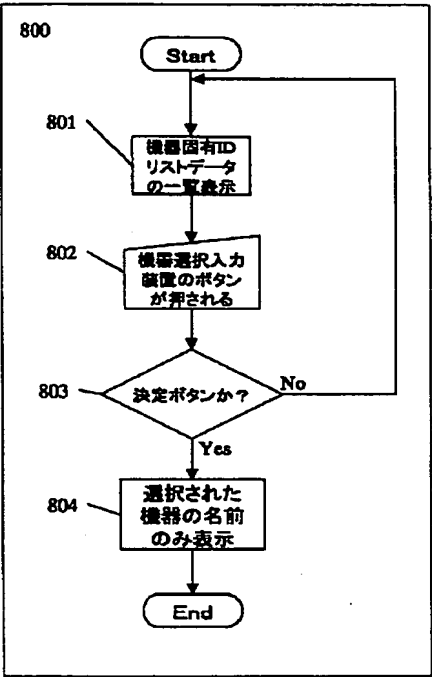 800
Start
801
機器固有ID
リストデータ
の一覧表示
802
機器選択入力
装置のボタン
が押される
803
決定ボタンか？
No
Yes
804
選択された
機器の名前
のみ表示
End